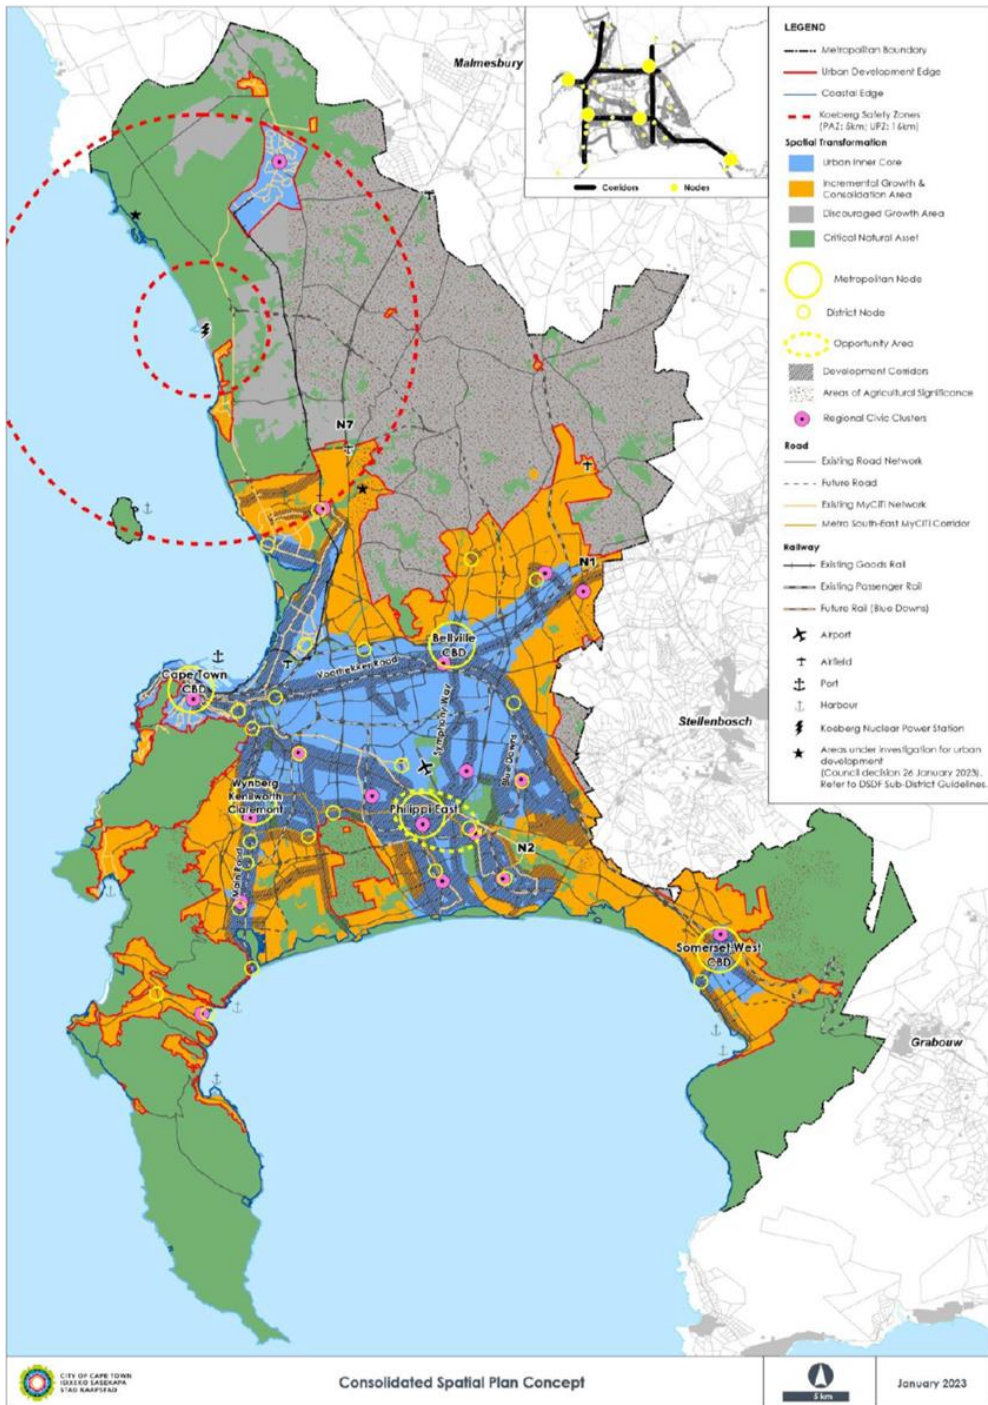 Malmesbury
N7
N1
Bellville
CBD
Voortrekker Road
Cape Town
CBD
Symphony Way
Stellenbosch
Blue Downs
Wynberg
Kenilworth
Claremont
Philippi East
N2
Main Road
Somerset West
CBD
Grabouw
Corridors
Nodes
LEGEND
Metropolitan Boundary
Urban Development Edge
Coastal Edge
Koeberg Safety Zones
(PAZ: 5km; UPZ: 16km)
Spatial Transformation
Urban Inner Core
Incremental Growth &
Consolidation Area
Discouraged Growth Area
Critical Natural Asset
Metropolitan Node
District Node
Opportunity Area
Development Corridors
Areas of Agricultural Significance
Regional Civic Clusters
Road
Existing Road Network
Future Road
Existing MyCiTi Network
Metro South-East MyCiTi Corridor
Railway
Existing Goods Rail
Existing Passenger Rail
Future Rail (Blue Downs)
Airport
Airfield
Port
Harbour
Koeberg Nuclear Power Station
Areas under investigation for urban
development
(Council decision 26 January 2023).
Refer to DSDF Sub-District Guidelines.
CITY OF CAPE TOWN
ISIXEKO SASEKAPA
STAD KAAPSTAD
Consolidated Spatial Plan Concept
5 km
January 2023